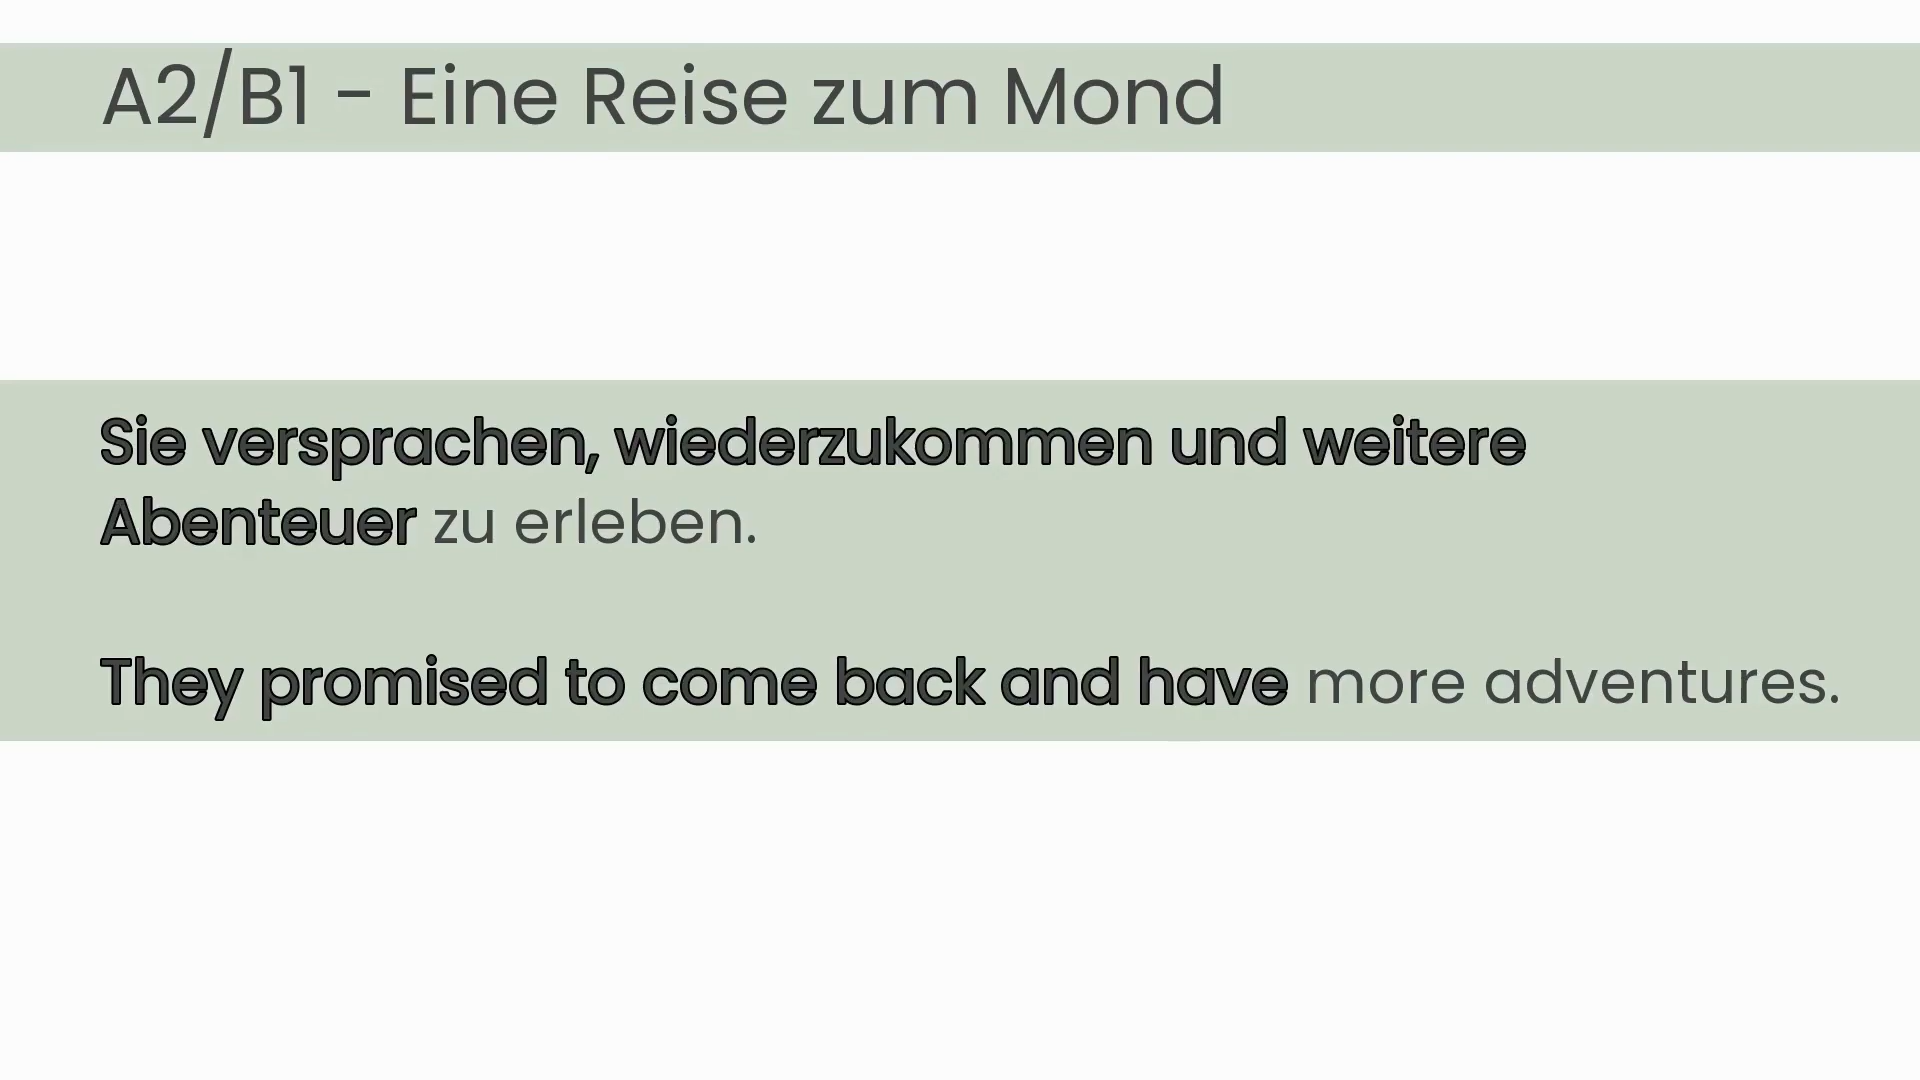 A2/B1 - Eine Reise zum Mond
Sie versprachen, wiederzukommen und weitere
Abenteuer zu erleben.
They promised to come back and have more adventures.